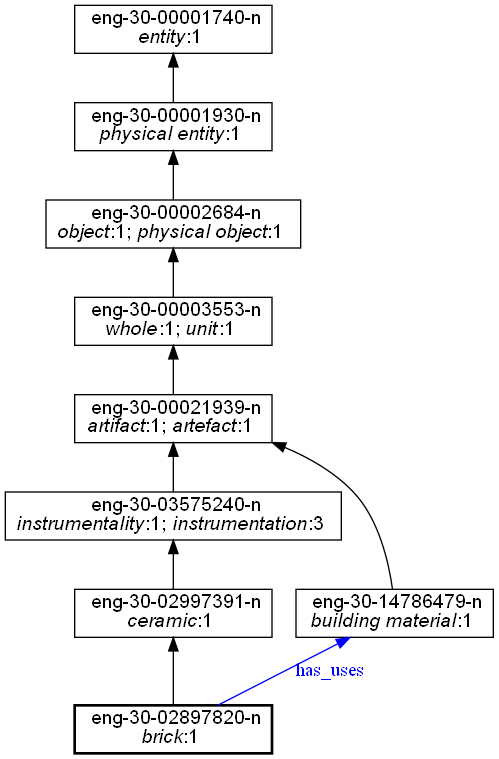 eng-30-00001740-n
entity:1
eng-30-00001930-n
physical entity:1
eng-30-00002684-n
object:1; physical object:1
eng-30-00003553-n
whole:1; unit:1
eng-30-00021939-n
artifact:1; artefact:1
eng-30-03575240-n
instrumentality:1; instrumentation:3
eng-30-02997391-n
ceramic:1
eng-30-14786479-n
building material:1
has_uses
eng-30-02897820-n
brick:1